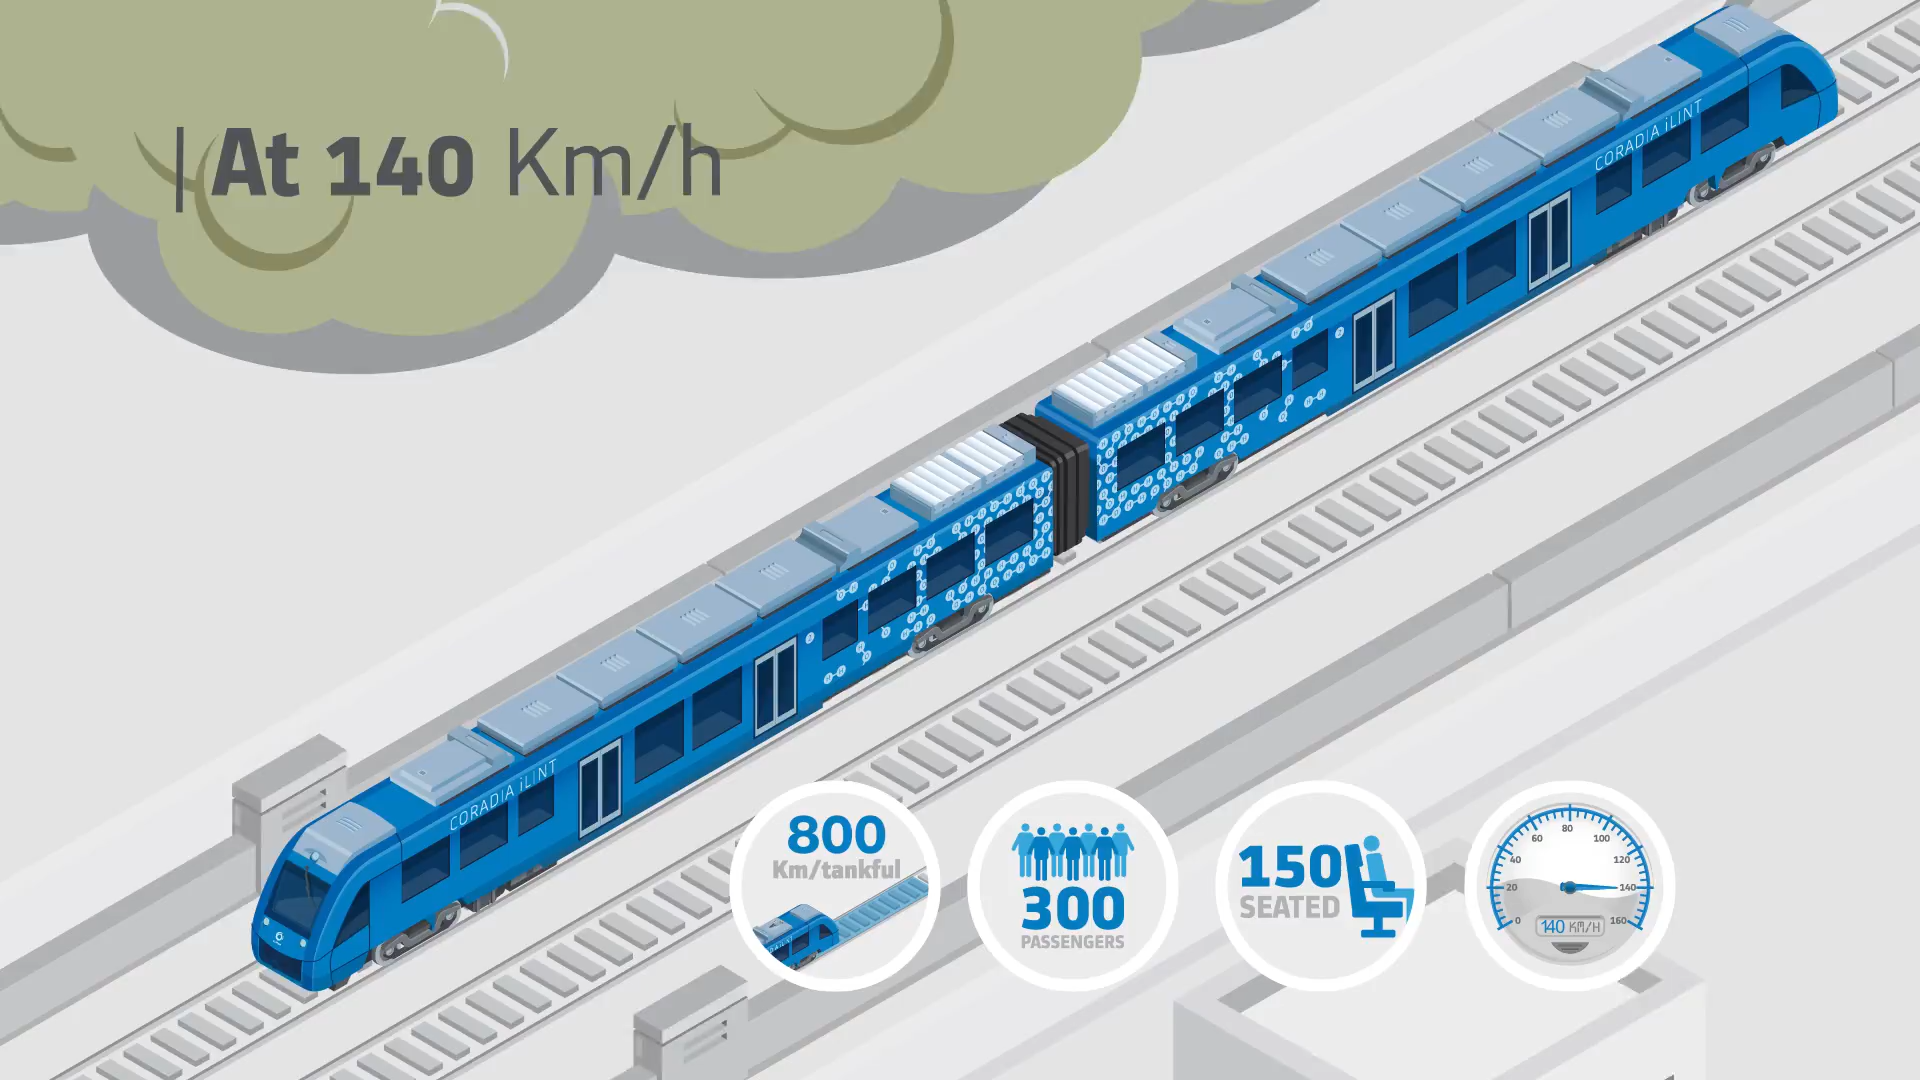 | At 140 Km/h
CORADIA iLINT
CORADIA iLINT
800
Km/tankful
300
PASSENGERS
150
SEATED
0 20 40 60 80 100 120 140 160
140 KM/H